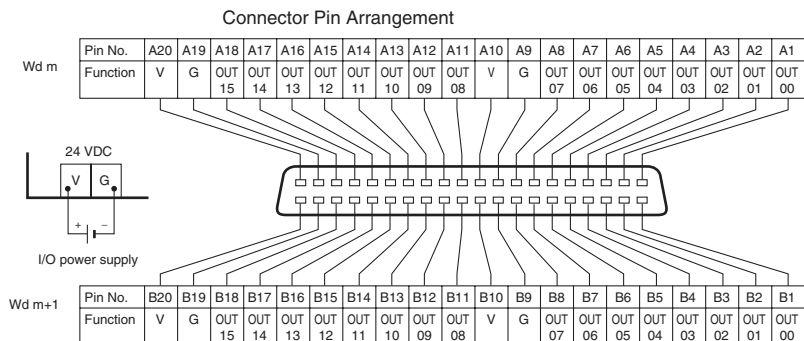 Connector Pin Arrangement
Wd m
Pin No. A20 A19 A18 A17 A16 A15 A14 A13 A12 A11 A10 A9 A8 A7 A6 A5 A4 A3 A2 A1
Function V G OUT 15 OUT 14 OUT 13 OUT 12 OUT 11 OUT 10 OUT 09 OUT 08 V G OUT 07 OUT 06 OUT 05 OUT 04 OUT 03 OUT 02 OUT 01 OUT 00
24 VDC
V G
+ −
I/O power supply
Wd m+1
Pin No. B20 B19 B18 B17 B16 B15 B14 B13 B12 B11 B10 B9 B8 B7 B6 B5 B4 B3 B2 B1
Function V G OUT 15 OUT 14 OUT 13 OUT 12 OUT 11 OUT 10 OUT 09 OUT 08 V G OUT 07 OUT 06 OUT 05 OUT 04 OUT 03 OUT 02 OUT 01 OUT 00